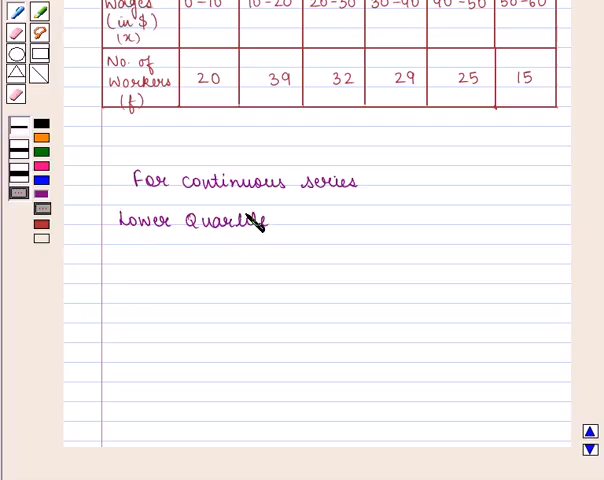 Wages 0-10 10-20 20-30 30-40 40-50 50-60
(in $)
(x)
No. of
Workers 20 39 32 29 25 15
(f)
For continuous series
Lower Quartile